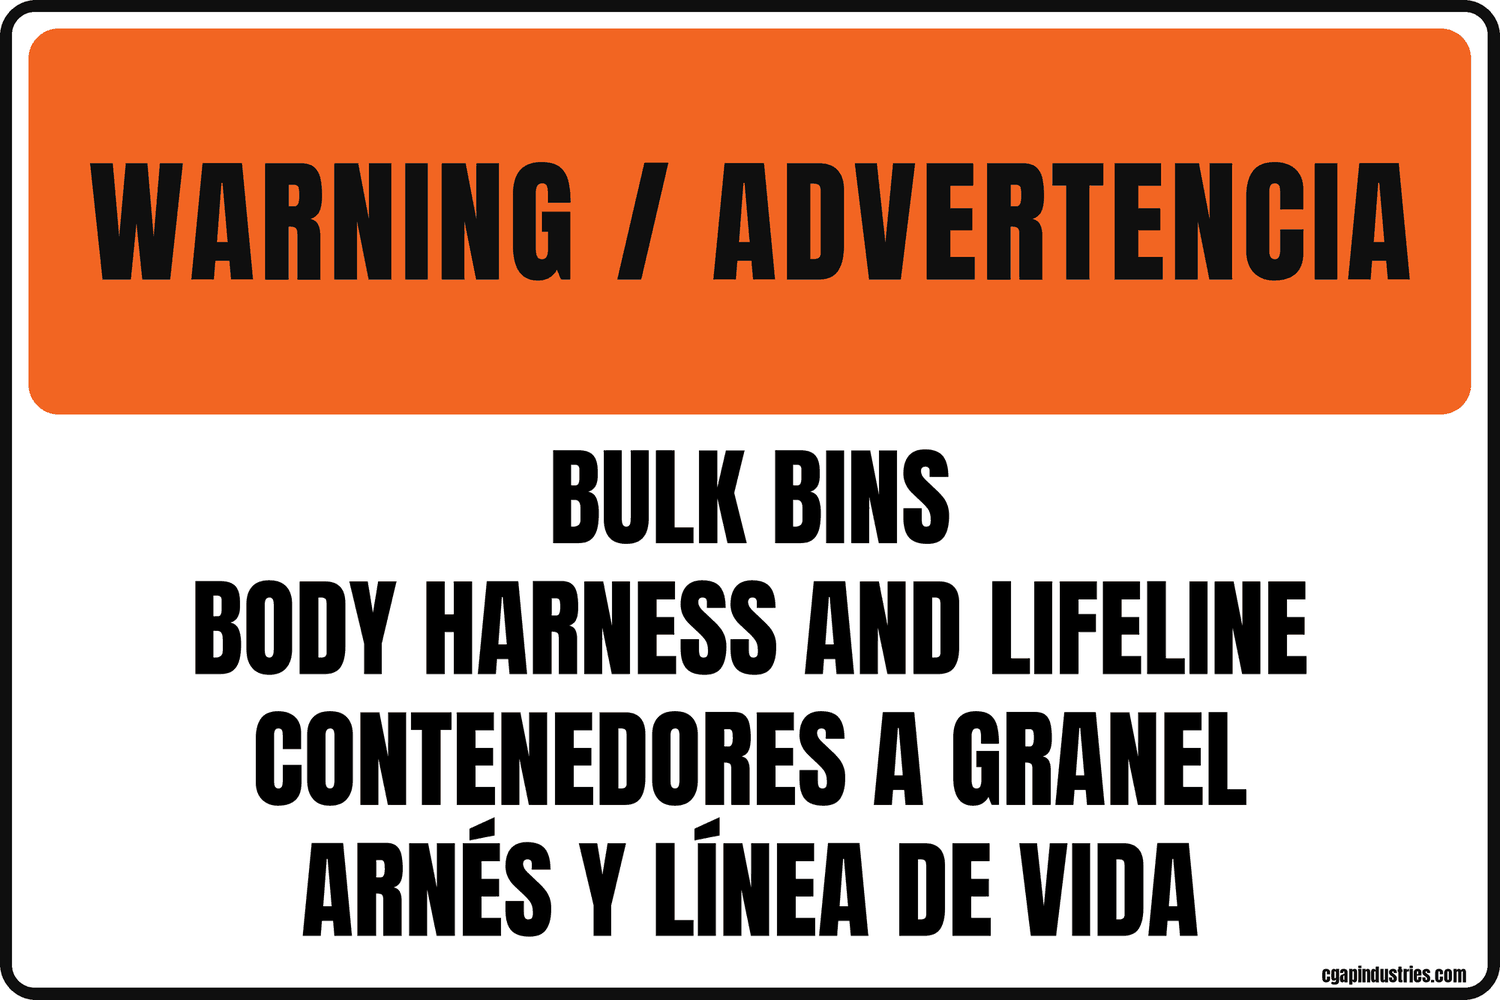 WARNING / ADVERTENCIA
BULK BINS
BODY HARNESS AND LIFELINE
CONTENEDORES A GRANEL
ARNÉS Y LÍNEA DE VIDA
cgapindustries.com